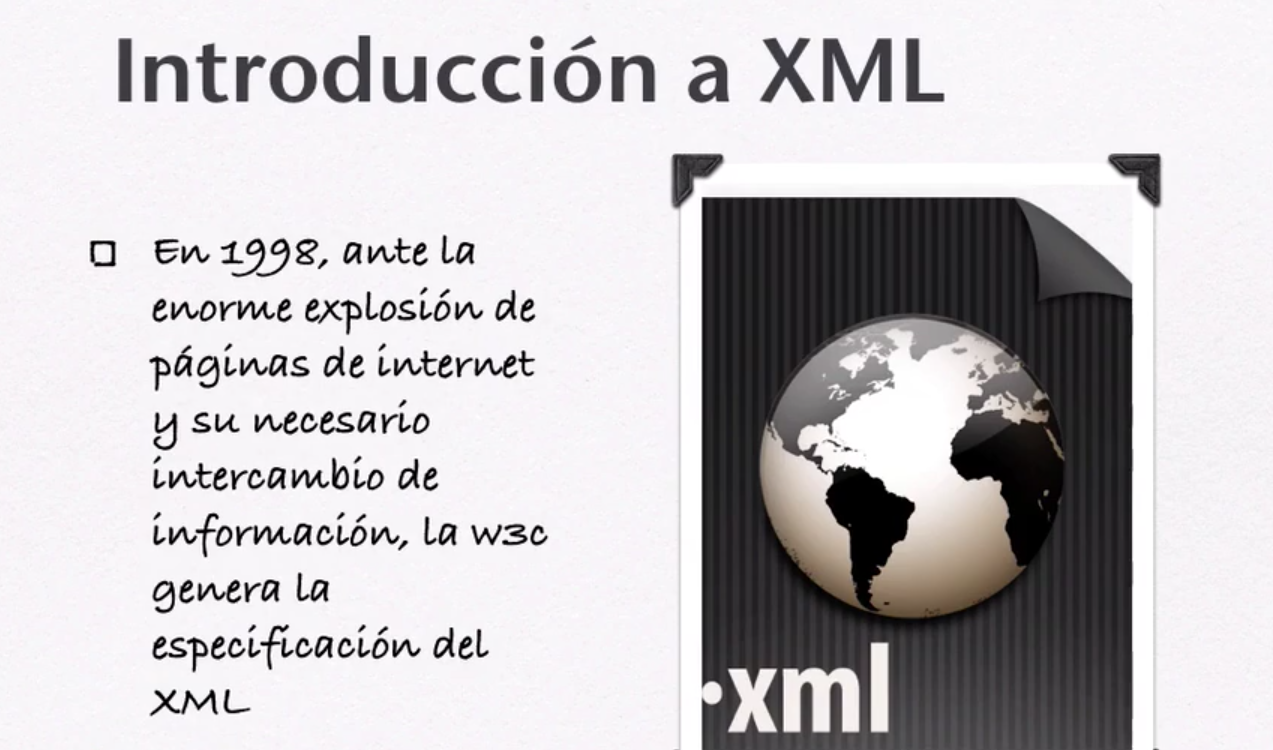 Introducción a XML
En 1998, ante la
enorme explosión de
páginas de internet
y su necesario
intercambio de
información, la w3c
genera la
especificación del
XML
.xml